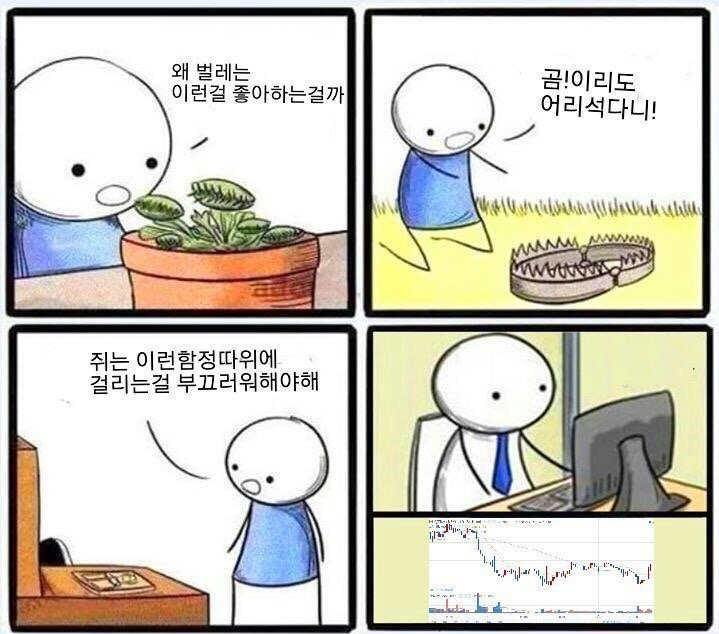 왜 벌레는
이런걸 좋아하는걸까
곰!이리도
어리석다니!
쥐는 이런함정따위에
걸리는걸 부끄러워해야해